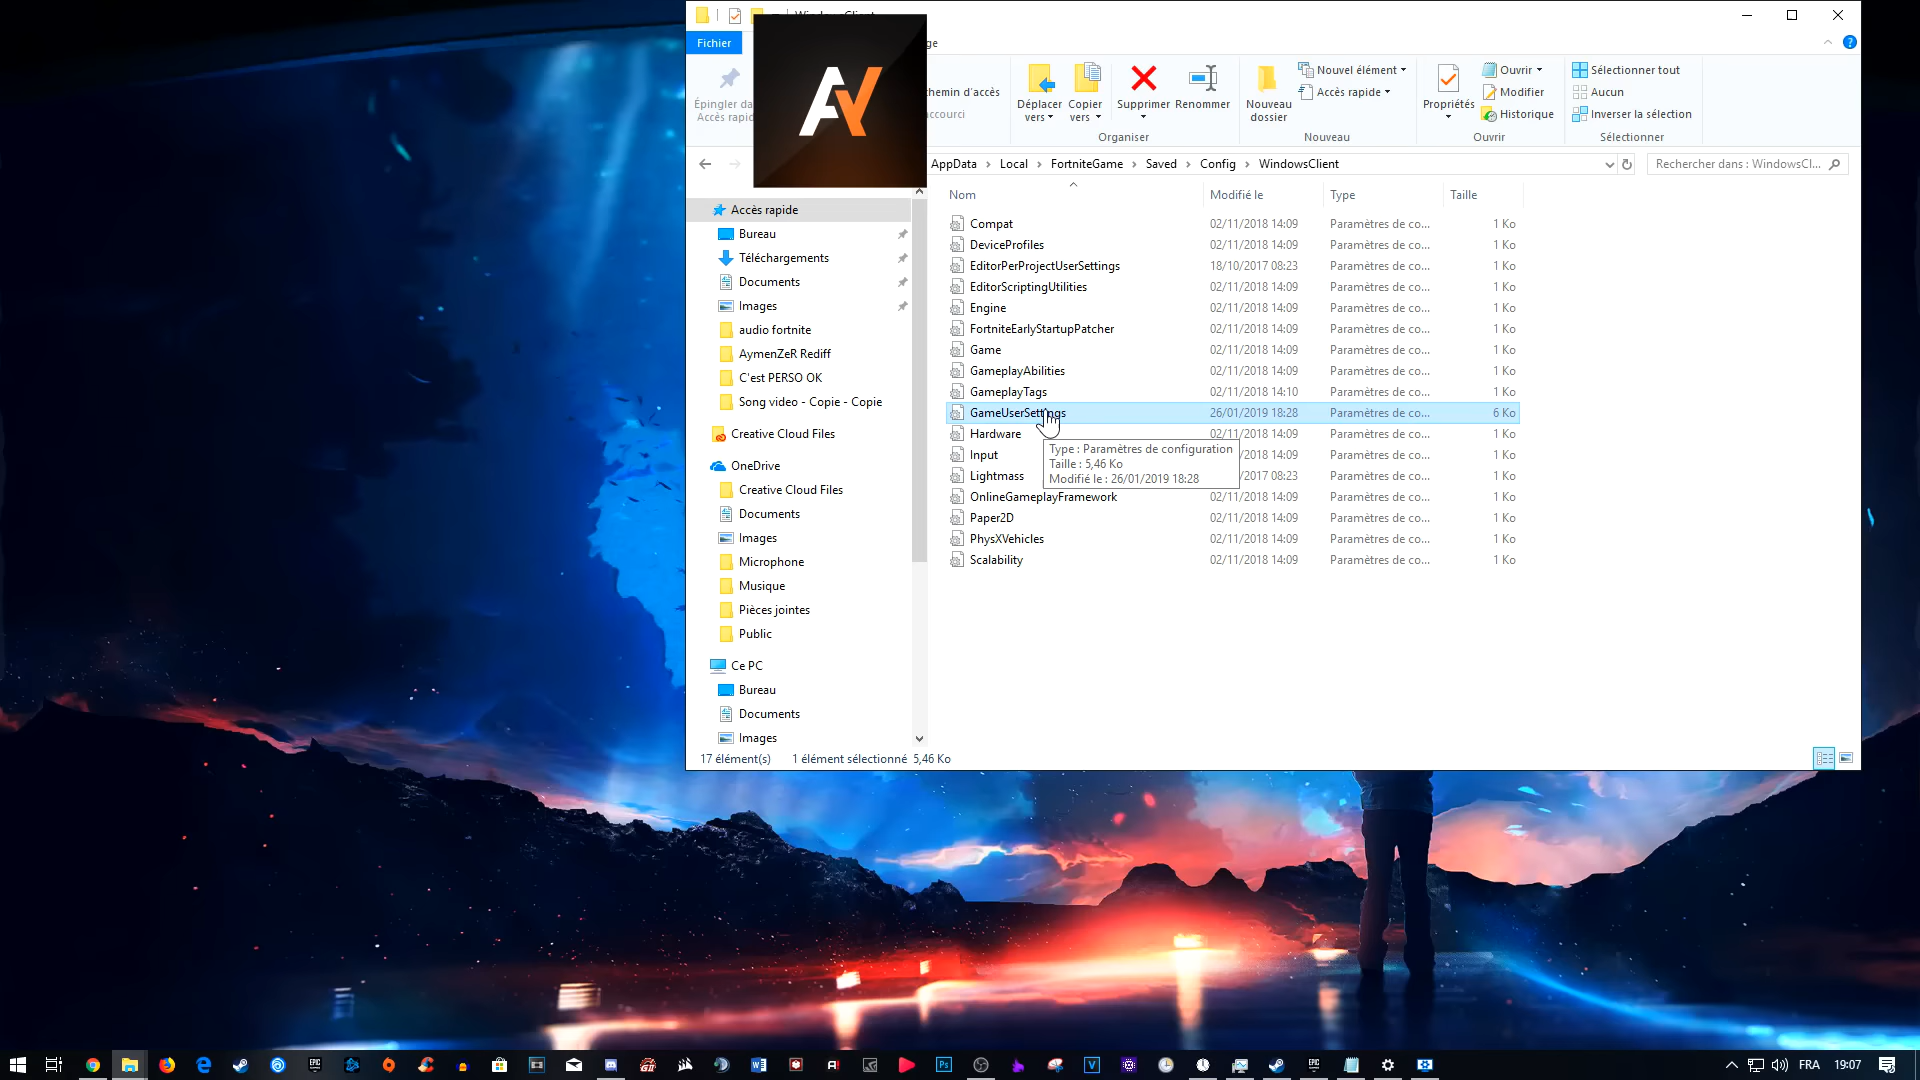 Fichier
Épingler
Accès
Déplacer vers
Copier vers
Supprimer
Renommer
Organiser
Nouveau dossier
Nouvel élément
Accès rapide
Nouveau
Propriétés
Ouvrir
Modifier
Historique
Ouvrir
Sélectionner tout
Aucun
Inverser la sélection
Sélectionner
AppData > Local > FortniteGame > Saved > Config > WindowsClient
Rechercher dans : WindowsCl...
Accès rapide
Bureau
Téléchargements
Documents
Images
audio fortnite
AymenZeR Rediff
C'est PERSO OK
Song video - Copie - Copie
Creative Cloud Files
OneDrive
Creative Cloud Files
Documents
Images
Microphone
Musique
Pièces jointes
Public
Ce PC
Bureau
Documents
Images
Nom Modifié le Type Taille
Compat 02/11/2018 14:09 Paramètres de co... 1 Ko
DeviceProfiles 02/11/2018 14:09 Paramètres de co... 1 Ko
EditorPerProjectUserSettings 18/10/2017 08:23 Paramètres de co... 1 Ko
EditorScriptingUtilities 02/11/2018 14:09 Paramètres de co... 1 Ko
Engine 02/11/2018 14:09 Paramètres de co... 1 Ko
FortniteEarlyStartupPatcher 02/11/2018 14:09 Paramètres de co... 1 Ko
Game 02/11/2018 14:09 Paramètres de co... 1 Ko
GameplayAbilities 02/11/2018 14:09 Paramètres de co... 1 Ko
GameplayTags 02/11/2018 14:10 Paramètres de co... 1 Ko
GameUserSettings 26/01/2019 18:28 Paramètres de co... 6 Ko
Hardware 02/11/2018 14:09 Paramètres de co... 1 Ko
Input /2018 14:09 Paramètres de co... 1 Ko
Lightmass /2017 08:23 Paramètres de co... 1 Ko
OnlineGameplayFramework 02/11/2018 14:09 Paramètres de co... 1 Ko
Paper2D 02/11/2018 14:09 Paramètres de co... 1 Ko
PhysXVehicles 02/11/2018 14:09 Paramètres de co... 1 Ko
Scalability 02/11/2018 14:09 Paramètres de co... 1 Ko
Type : Paramètres de configuration
Taille : 5,46 Ko
Modifié le : 26/01/2019 18:28
17 élément(s) 1 élément sélectionné 5,46 Ko
FRA 19:07